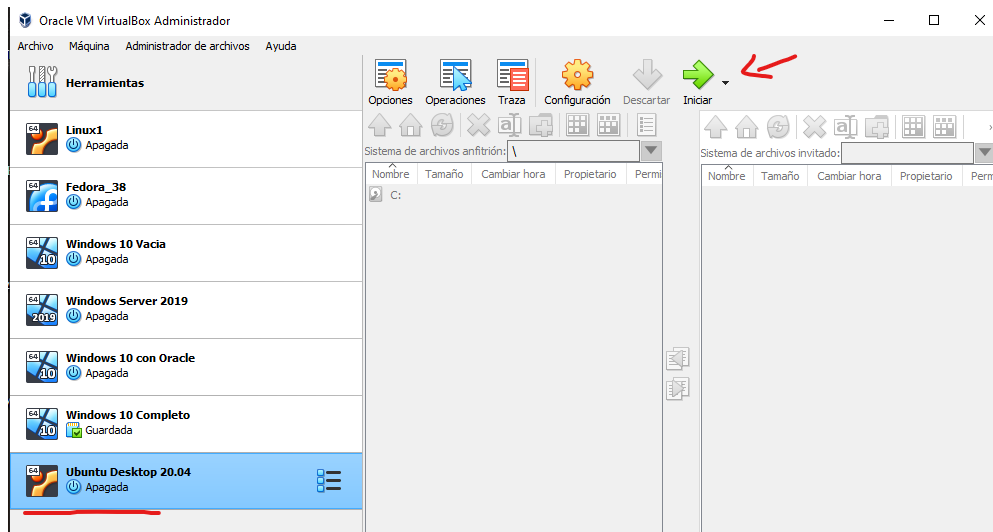 Oracle VM VirtualBox Administrador
Archivo Máquina Administrador de archivos Ayuda
Herramientas
Opciones Operaciones Traza Configuración Descartar Iniciar
64 Linux1
Apagada
64 Fedora_38
Apagada
64 10 Windows 10 Vacia
Apagada
64 2019 Windows Server 2019
Apagada
64 10 Windows 10 con Oracle
Apagada
64 10 Windows 10 Completo
Guardada
64 Ubuntu Desktop 20.04
Apagada
Sistema de archivos anfitrión: \
Nombre Tamaño Cambiar hora Propietario Permi
C:
Sistema de archivos invitado:
Nombre Tamaño Cambiar hora Propietario Perm